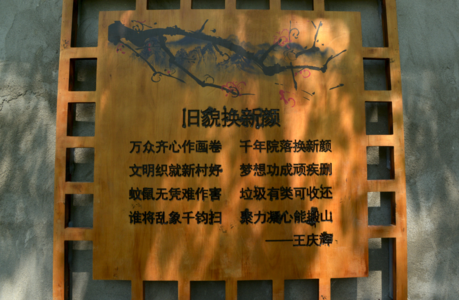 旧貌换新颜
万众齐心作画卷 千年院落换新颜
文明织就新村妤 梦想功成顽疾删
蚊鼠无凭难作害 垃圾有类可收还
谁将乱象千钧扫 聚力凝心能撼山
——王庆辉